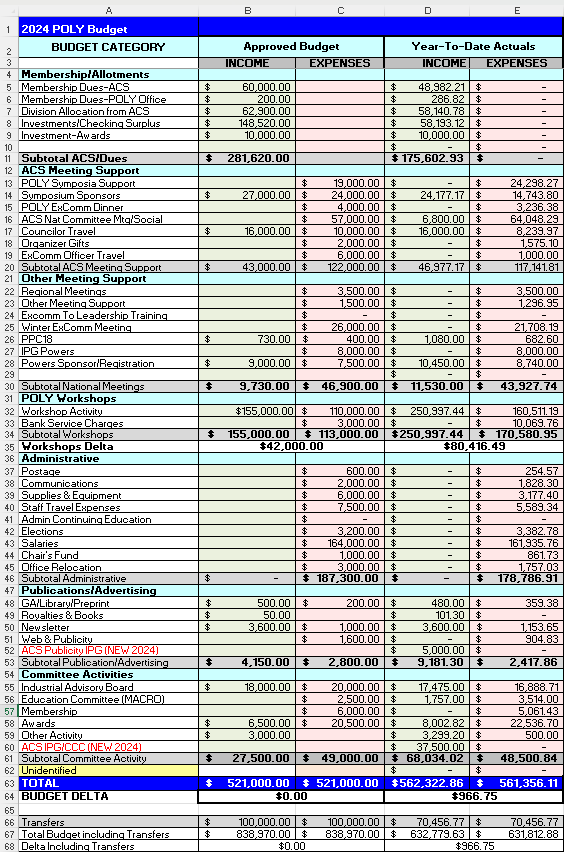 A B C D E
1 2024 POLY Budget
2 BUDGET CATEGORY Approved Budget Year-To-Date Actuals
3 INCOME EXPENSES INCOME EXPENSES
4 Membership/Allotments
5 Membership Dues-ACS $ 60,000.00 $ 48,982.21 $ -
6 Membership Dues-POLY Office $ 200.00 $ 286.82 $ -
7 Division Allocation from ACS $ 62,900.00 $ 58,140.78 $ -
8 Investments/Checking Surplus $ 148,520.00 $ 58,193.12 $ -
9 Investment-Awards $ 10,000.00 $ 10,000.00 $ -
10 $ - $ -
11 Subtotal ACS/Dues $ 281,620.00 $ 175,602.93 $ -
12 ACS Meeting Support
13 POLY Symposia Support $ 19,000.00 $ - $ 24,298.27
14 Symposium Sponsors $ 27,000.00 $ 24,000.00 $ 24,177.17 $ 14,743.80
15 POLY ExComm Dinner $ 4,000.00 $ - $ 3,236.38
16 ACS Nat Committee Mtg/Social $ 57,000.00 $ 6,800.00 $ 64,048.29
17 Councilor Travel $ 16,000.00 $ 10,000.00 $ 16,000.00 $ 8,239.97
18 Organizer Gifts $ 2,000.00 $ - $ 1,575.10
19 ExComm Officer Travel $ 6,000.00 $ - $ 1,000.00
20 Subtotal ACS Meeting Support $ 43,000.00 $ 122,000.00 $ 46,977.17 $ 117,141.81
21 Other Meeting Support
22 Regional Meetings $ 3,500.00 $ - $ 3,500.00
23 Other Meeting Support $ 1,500.00 $ - $ 1,296.95
24 Excomm To Leadership Training $ - $ - $ -
25 Winter ExComm Meeting $ 26,000.00 $ - $ 21,708.19
26 PPC18 $ 730.00 $ 400.00 $ 1,080.00 $ 682.60
27 IPG Powers $ 8,000.00 $ - $ 8,000.00
28 Powers Sponsor/Registration $ 9,000.00 $ 7,500.00 $ 10,450.00 $ 8,740.00
29 $ - $ -
30 Subtotal National Meetings $ 9,730.00 $ 46,900.00 $ 11,530.00 $ 43,927.74
31 POLY Workshops
32 Workshop Activity $155,000.00 $ 110,000.00 $ 250,997.44 $ 160,511.19
33 Bank Service Charges $ 3,000.00 $ - $ 10,069.76
34 Subtotal Workshops $ 155,000.00 $ 113,000.00 $250,997.44 $ 170,580.95
35 Workshops Delta $42,000.00 $80,416.49
36 Administrative
37 Postage $ 600.00 $ - $ 254.57
38 Communications $ 2,000.00 $ - $ 1,828.30
39 Supplies & Equipment $ 6,000.00 $ - $ 3,177.40
40 Staff Travel Expenses $ 7,500.00 $ - $ 5,589.34
41 Admin Continuing Education $ - $ - $ -
42 Elections $ 3,200.00 $ - $ 3,382.78
43 Salaries $ 164,000.00 $ - $ 161,935.76
44 Chair's Fund $ 1,000.00 $ - $ 861.73
45 Office Relocation $ 3,000.00 $ - $ 1,757.03
46 Subtotal Administrative $ - $ 187,300.00 $ - $ 178,786.91
47 Publications/Advertising
48 GA/Library/Preprint $ 500.00 $ 200.00 $ 480.00 $ 359.38
49 Royalties & Books $ 50.00 $ 101.30 $ -
50 Newsletter $ 3,600.00 $ 1,000.00 $ 3,600.00 $ 1,153.65
51 Web & Publicity $ 1,600.00 $ - $ 904.83
52 ACS Publicity IPG (NEW 2024) $ 5,000.00 $ -
53 Subtotal Publication/Advertising $ 4,150.00 $ 2,800.00 $ 9,181.30 $ 2,417.86
54 Committee Activities
55 Industrial Advisory Board $ 18,000.00 $ 20,000.00 $ 17,475.00 $ 16,888.71
56 Education Committee (MACRO) $ 2,500.00 $ 1,757.00 $ 3,514.00
57 Membership $ 6,000.00 $ - $ 5,061.43
58 Awards $ 6,500.00 $ 20,500.00 $ 8,002.82 $ 22,536.70
59 Other Activity $ 3,000.00 $ 3,299.20 $ 500.00
60 ACS IPG/CCC (NEW 2024) $ 37,500.00 $ -
61 Subtotal Committee Activity $ 27,500.00 $ 49,000.00 $ 68,034.02 $ 48,500.84
62 Unidentified $ - $ -
63 TOTAL $ 521,000.00 $ 521,000.00 $562,322.86 $ 561,356.11
64 BUDGET DELTA $0.00 $966.75
65
66 Transfers $ 100,000.00 $ 100,000.00 $ 70,456.77 $ 70,456.77
67 Total Budget including Transfers $ 838,970.00 $ 838,970.00 $ 632,779.63 $ 631,812.88
68 Delta Including Transfers $0.00 $966.75